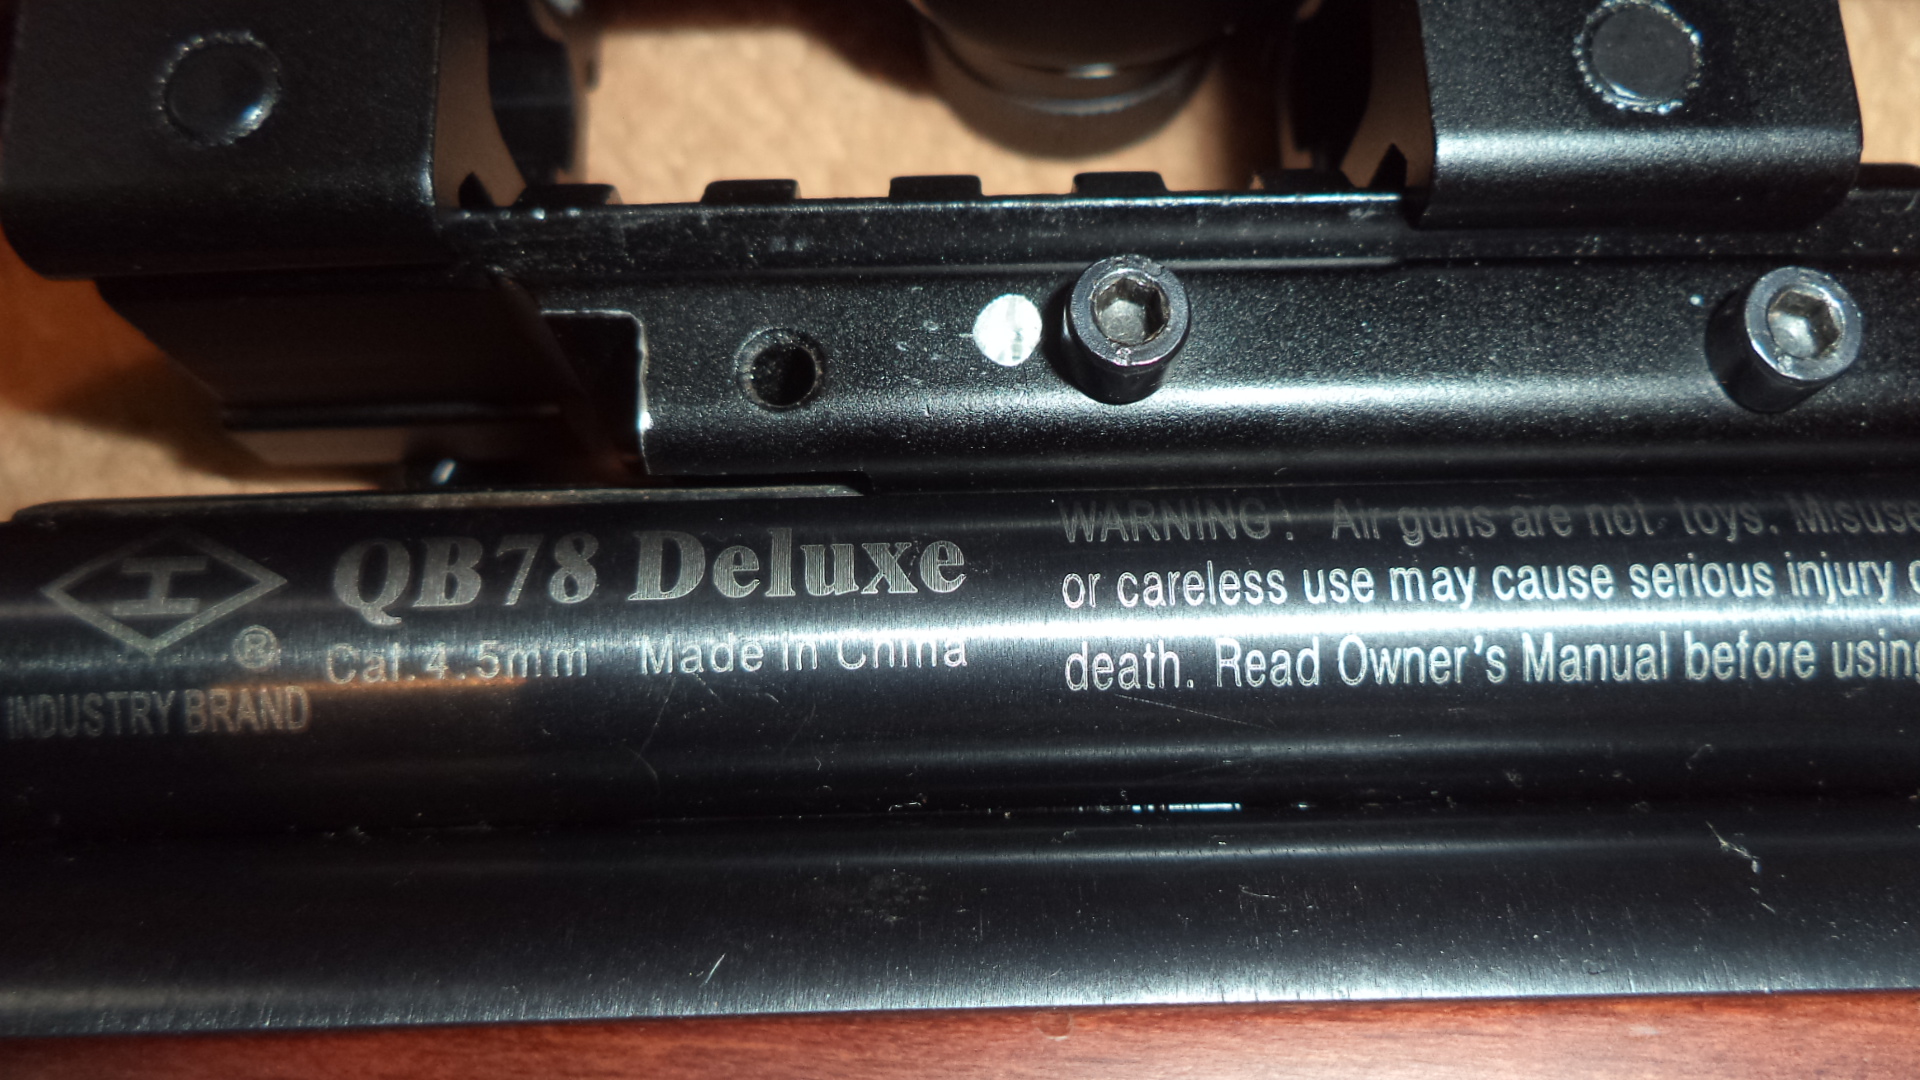 QB78 Deluxe
®
Cal. 4.5mm Made in China
INDUSTRY BRAND
WARNING! Air guns are not toys. Misuse
or careless use may cause serious injury
death. Read Owner's Manual before using